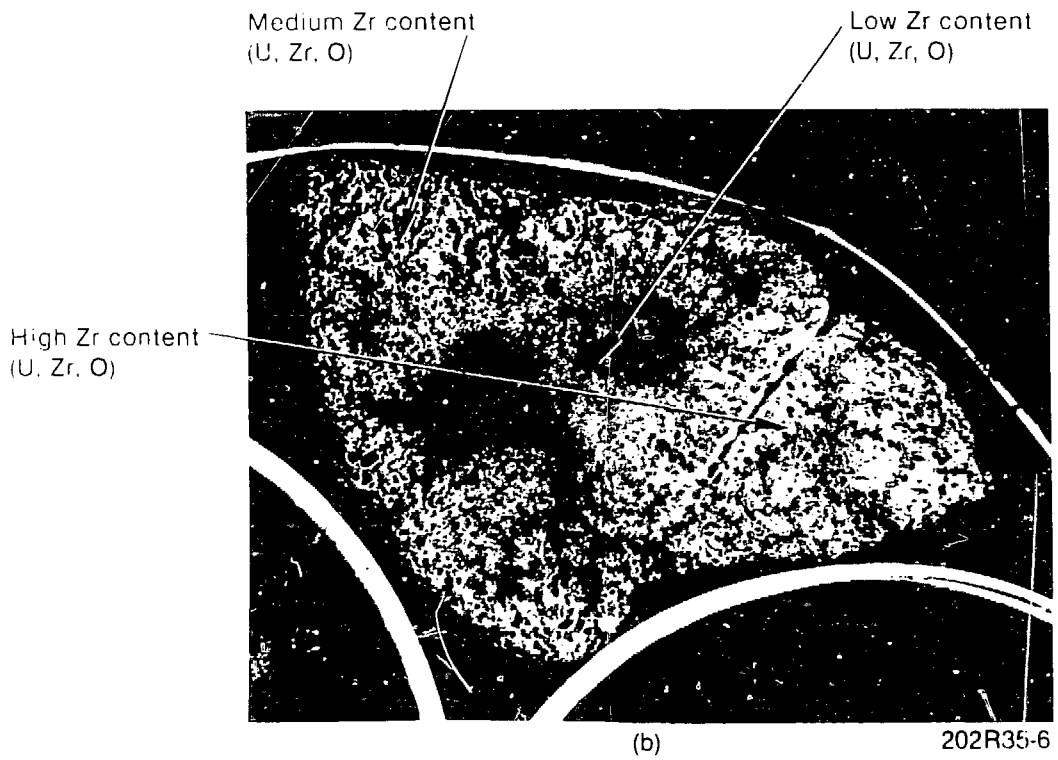 Medium Zr content
(U, Zr, O)
Low Zr content
(U, Zr, O)
High Zr content
(U, Zr, O)
(b)
202R35-6